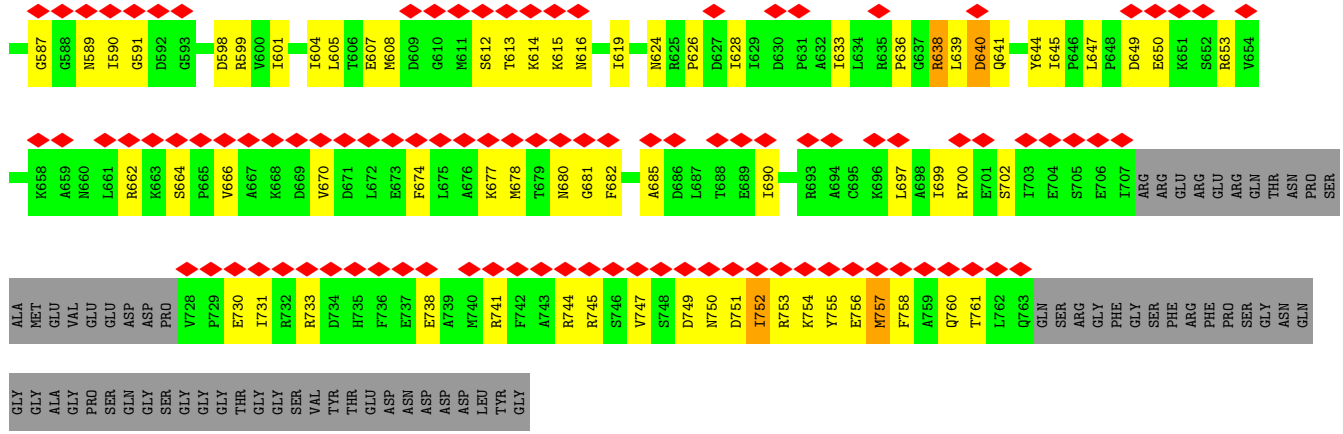 G587 G588 N589 I590 G591 D592 G593 D598 R599 V600 I601 I604 L605 T606 E607 M608 D609 G610 M611 S612 T613 K614 K615 N616 I619 N624 R625 P626 D627 I628 I629 D630 P631 A632 I633 L634 R635 P636 G637 R638 L639 D640 Q641 Y644 I645 P646 L647 P648 D649 E650 K651 S652 R653 V654
K658 A659 N660 L661 R662 K663 S664 P665 V666 A667 K668 D669 V670 D671 L672 E673 F674 L675 A676 K677 M678 T679 N680 G681 F682 A685 D686 L687 T688 E689 I690 R693 A694 C695 K696 L697 A698 I699 R700 E701 S702 I703 E704 S705 E706 I707 ARG ARG GLU ARG GLU ARG GLN THR ASN PRO SER
ALA MET GLU VAL GLU GLU ASP ASP PRO V728 P729 E730 I731 R732 R733 D734 H735 F736 E737 E738 A739 M740 R741 F742 A743 R744 R745 S746 V747 S748 D749 N750 D751 I752 R753 K754 Y755 E756 M757 F758 A759 Q760 T761 L762 Q763 GLN SER ARG GLY PHE GLY SER PHE ARG PHE PRO SER GLY ASN GLN
GLY GLY ALA GLY PRO SER GLN GLY SER GLY GLY GLY THR GLY GLY SER VAL TYR THR GLU ASP ASN ASP ASP ASP LEU TYR GLY